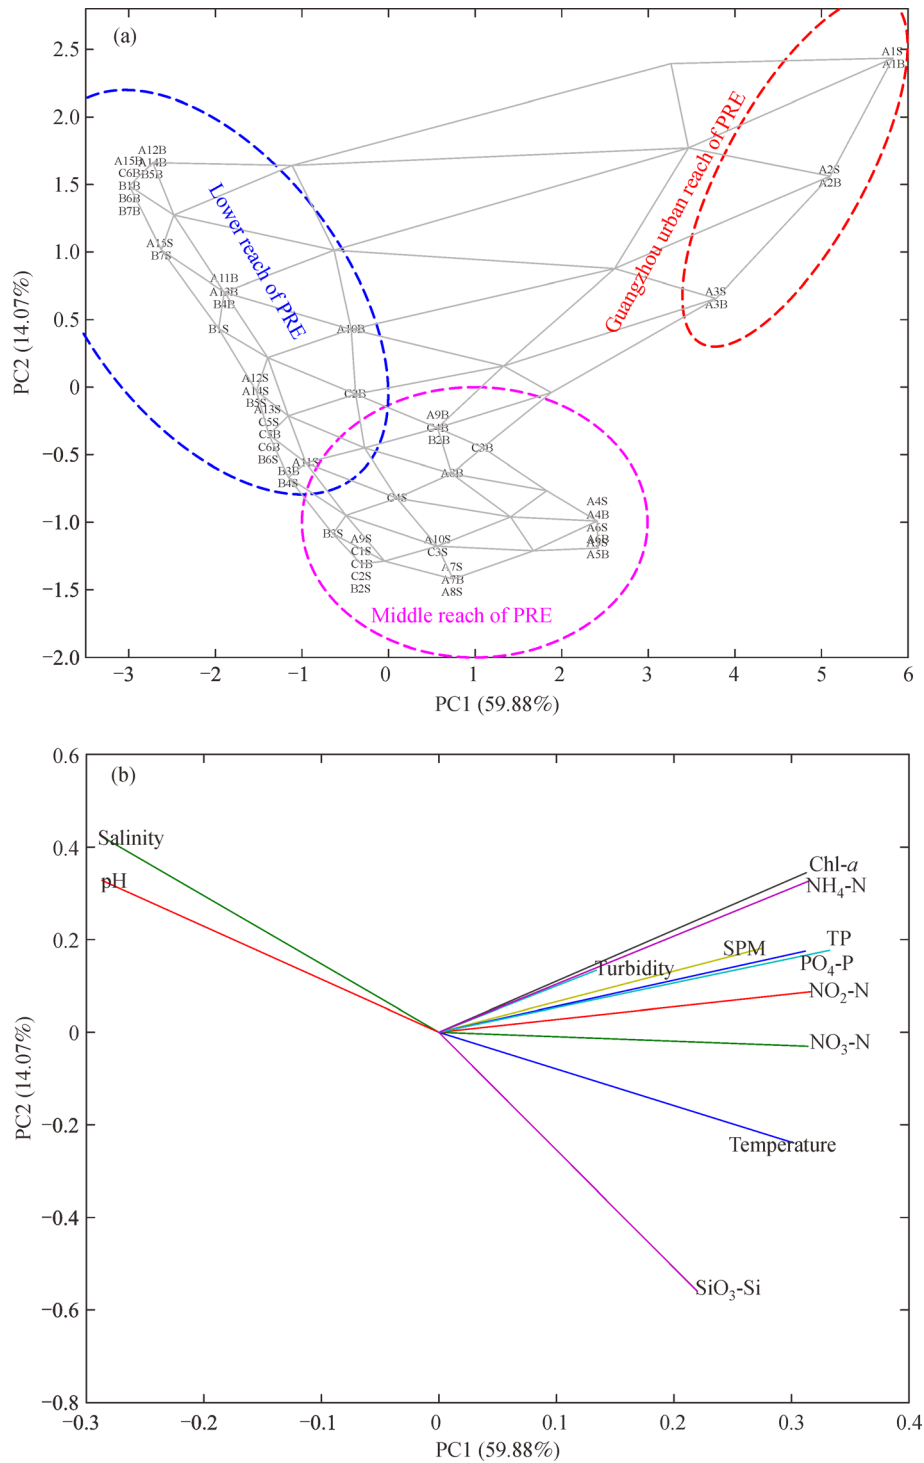 (a)
2.5
2.0
1.5
1.0
0.5
0
−0.5
−1.0
−1.5
−2.0
PC2 (14.07%)
A1S
A1B
A2S
A2B
A3S
A3B
Guangzhou urban reach of PRE
A12B
A15B
A14B
C6B
B5B
B1B
B6B
B7B
A15S
B7S
Lower reach of PRE
A11B
A13B
B4B
B1S
A10B
A12S
A14S
B5S
A13S
C5S
C5B
C6B
B6S
A11S
B3B
B4S
C2B
A9B
C4B
B2B
C3B
A8B
C4S
A4S
A4B
A6S
A6B
A5S
A5B
B3S
A9S
C1S
C1B
C2S
B2S
A10S
C3S
A7S
A7B
A8S
Middle reach of PRE
−3
−2
−1
0
1
2
3
4
5
6
PC1 (59.88%)
(b)
0.6
0.4
0.2
0
−0.2
−0.4
−0.6
−0.8
PC2 (14.07%)
Salinity
pH
Chl-a
NH4-N
TP
SPM
PO4-P
Turbidity
NO2-N
NO3-N
Temperature
SiO3-Si
−0.3
−0.2
−0.1
0
0.1
0.2
0.3
0.4
PC1 (59.88%)